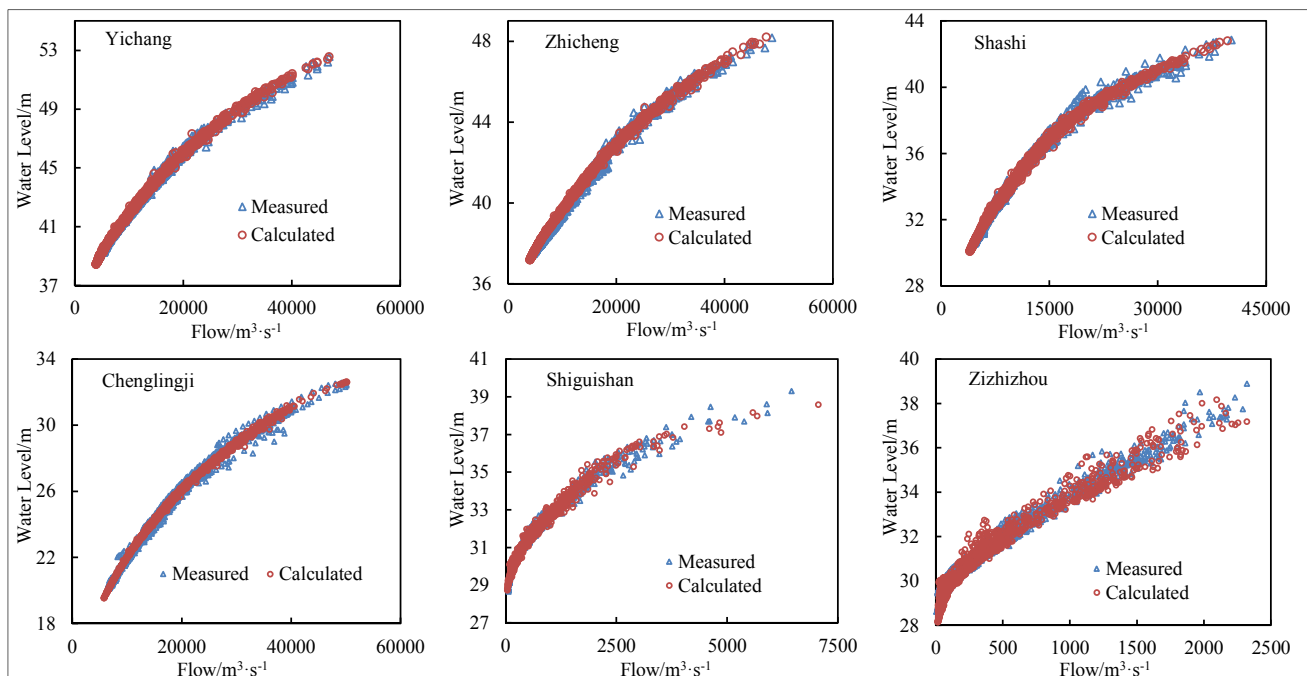 Yichang
Water Level/m
53
49
45
41
37
0
20000
40000
60000
Flow/m³·s⁻¹
Measured
Calculated
Zhicheng
Water Level/m
48
44
40
36
0
20000
40000
60000
Flow/m³·s⁻¹
Measured
Calculated
Shashi
Water Level/m
44
40
36
32
28
0
15000
30000
45000
Flow/m³·s⁻¹
Measured
Calculated
Chenglingji
Water Level/m
34
30
26
22
18
0
20000
40000
60000
Flow/m³·s⁻¹
Measured
Calculated
Shiguishan
Water Level/m
41
39
37
35
33
31
29
27
0
2500
5000
7500
Flow/m³·s⁻¹
Measured
Calculated
Zizhizhou
Water Level/m
40
38
36
34
32
30
28
0
500
1000
1500
2000
2500
Flow/m³·s⁻¹
Measured
Calculated